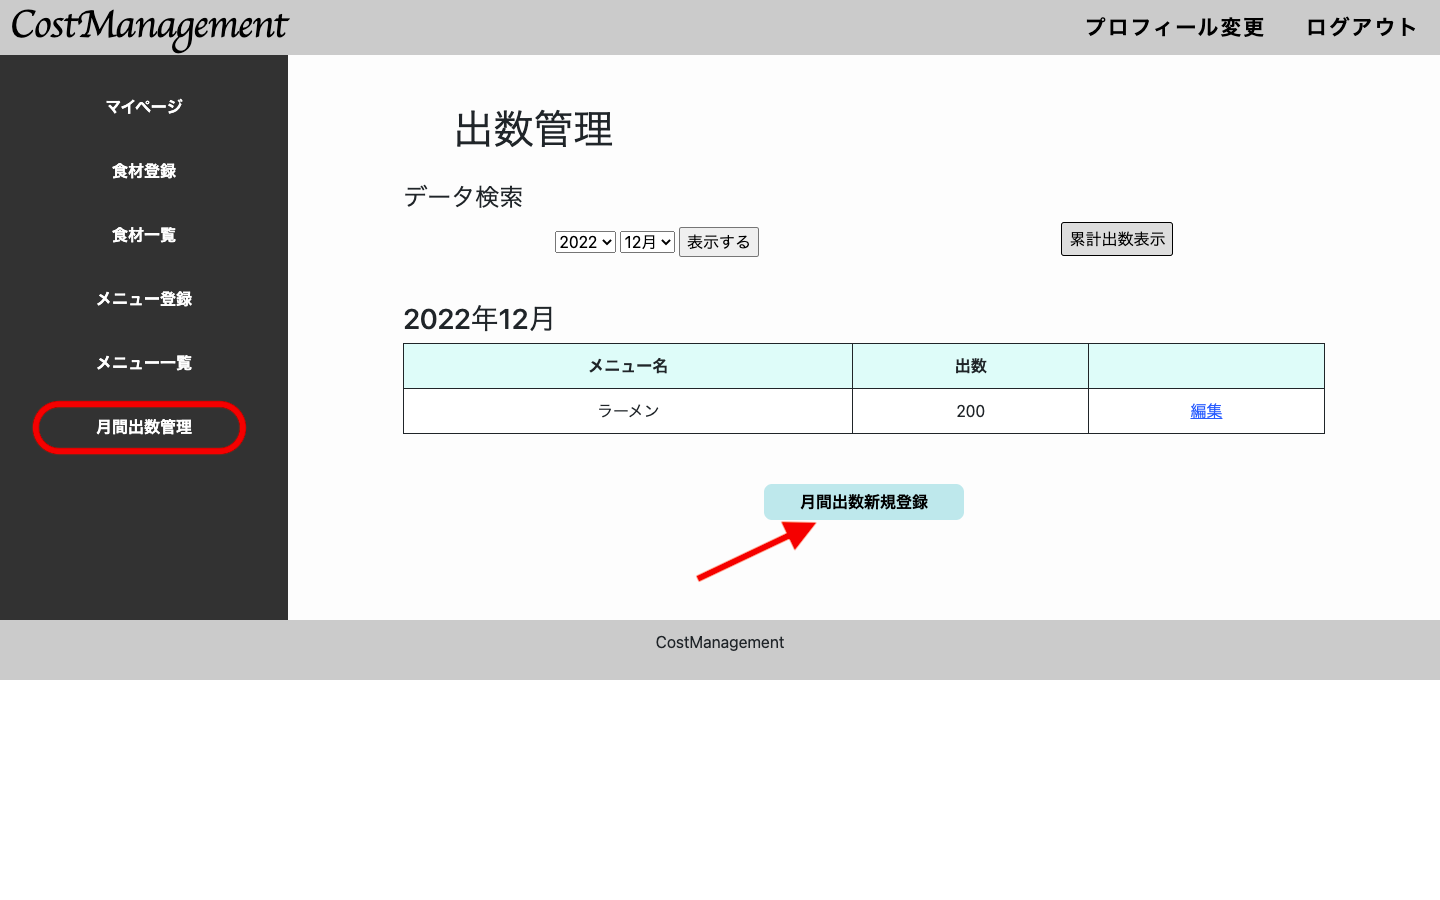 CostManagement
プロフィール変更 ログアウト
マイページ
食材登録
食材一覧
メニュー登録
メニュー一覧
月間出数管理
出数管理
データ検索
2022 12月 表示する 累計出数表示
2022年12月
メニュー名 出数
ラーメン 200 編集
月間出数新規登録
CostManagement